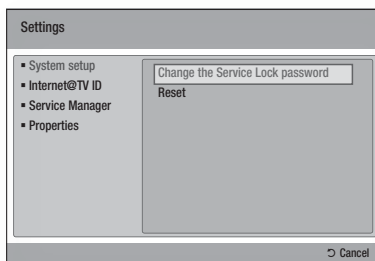 Settings
▪ System setup
▪ Internet@TV ID
▪ Service Manager
▪ Properties
Change the Service Lock password
Reset
⮌ Cancel